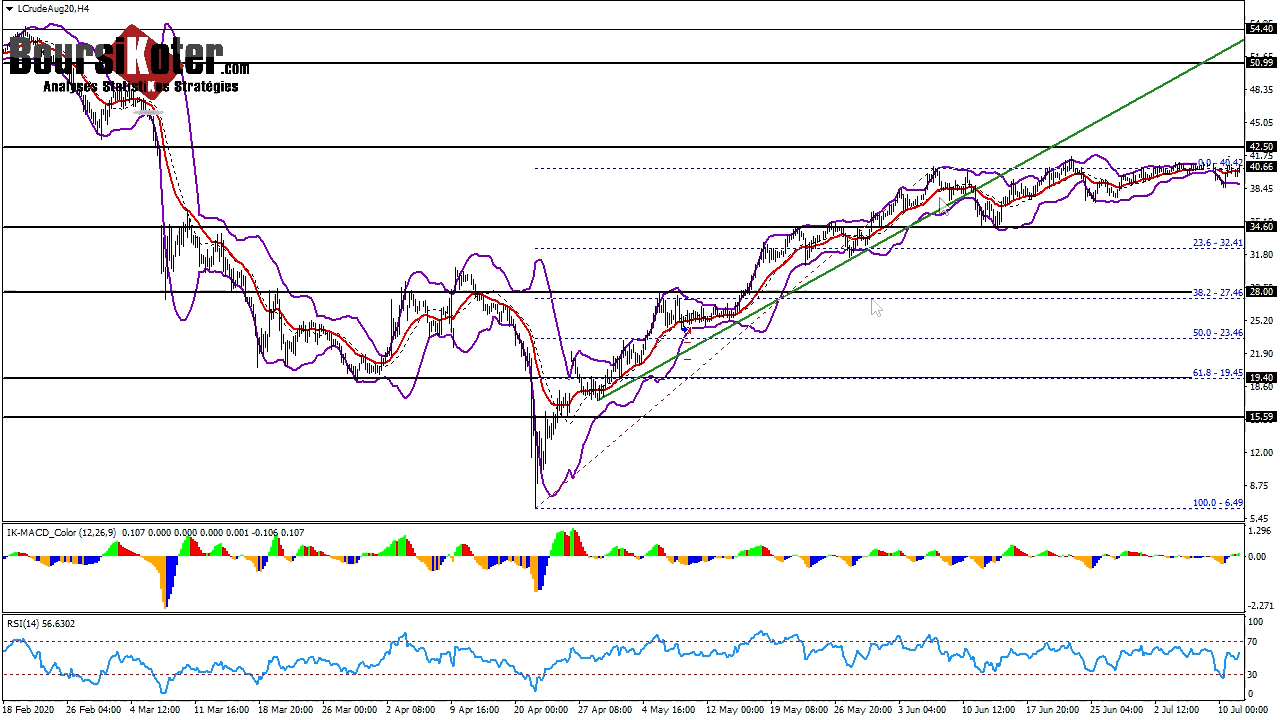 LCrudeAug20,H4
BoursiKoter.com
Analyses StatistiKes Stratégies
54.40
50.99
48.35
45.05
42.50
41.75
0.0 - 40.42
40.66
38.45
34.60
23.6 - 32.41
31.80
28.00
38.2 - 27.46
25.20
50.0 - 23.46
21.90
61.8 - 19.45
19.40
18.60
15.59
12.00
8.75
100.0 - 6.49
5.45
IK-MACD_Color (12,26,9) 0.107 0.000 0.000 0.000 0.001 -0.106 0.107
1.296
0.00
-2.271
RSI(14) 56.6302
100
70
30
0
18 Feb 2020 26 Feb 04:00 4 Mar 12:00 11 Mar 16:00 18 Mar 20:00 26 Mar 00:00 2 Apr 08:00 9 Apr 16:00 20 Apr 00:00 27 Apr 08:00 4 May 16:00 12 May 00:00 19 May 08:00 26 May 20:00 3 Jun 04:00 10 Jun 12:00 17 Jun 20:00 25 Jun 04:00 2 Jul 12:00 10 Jul 00:00